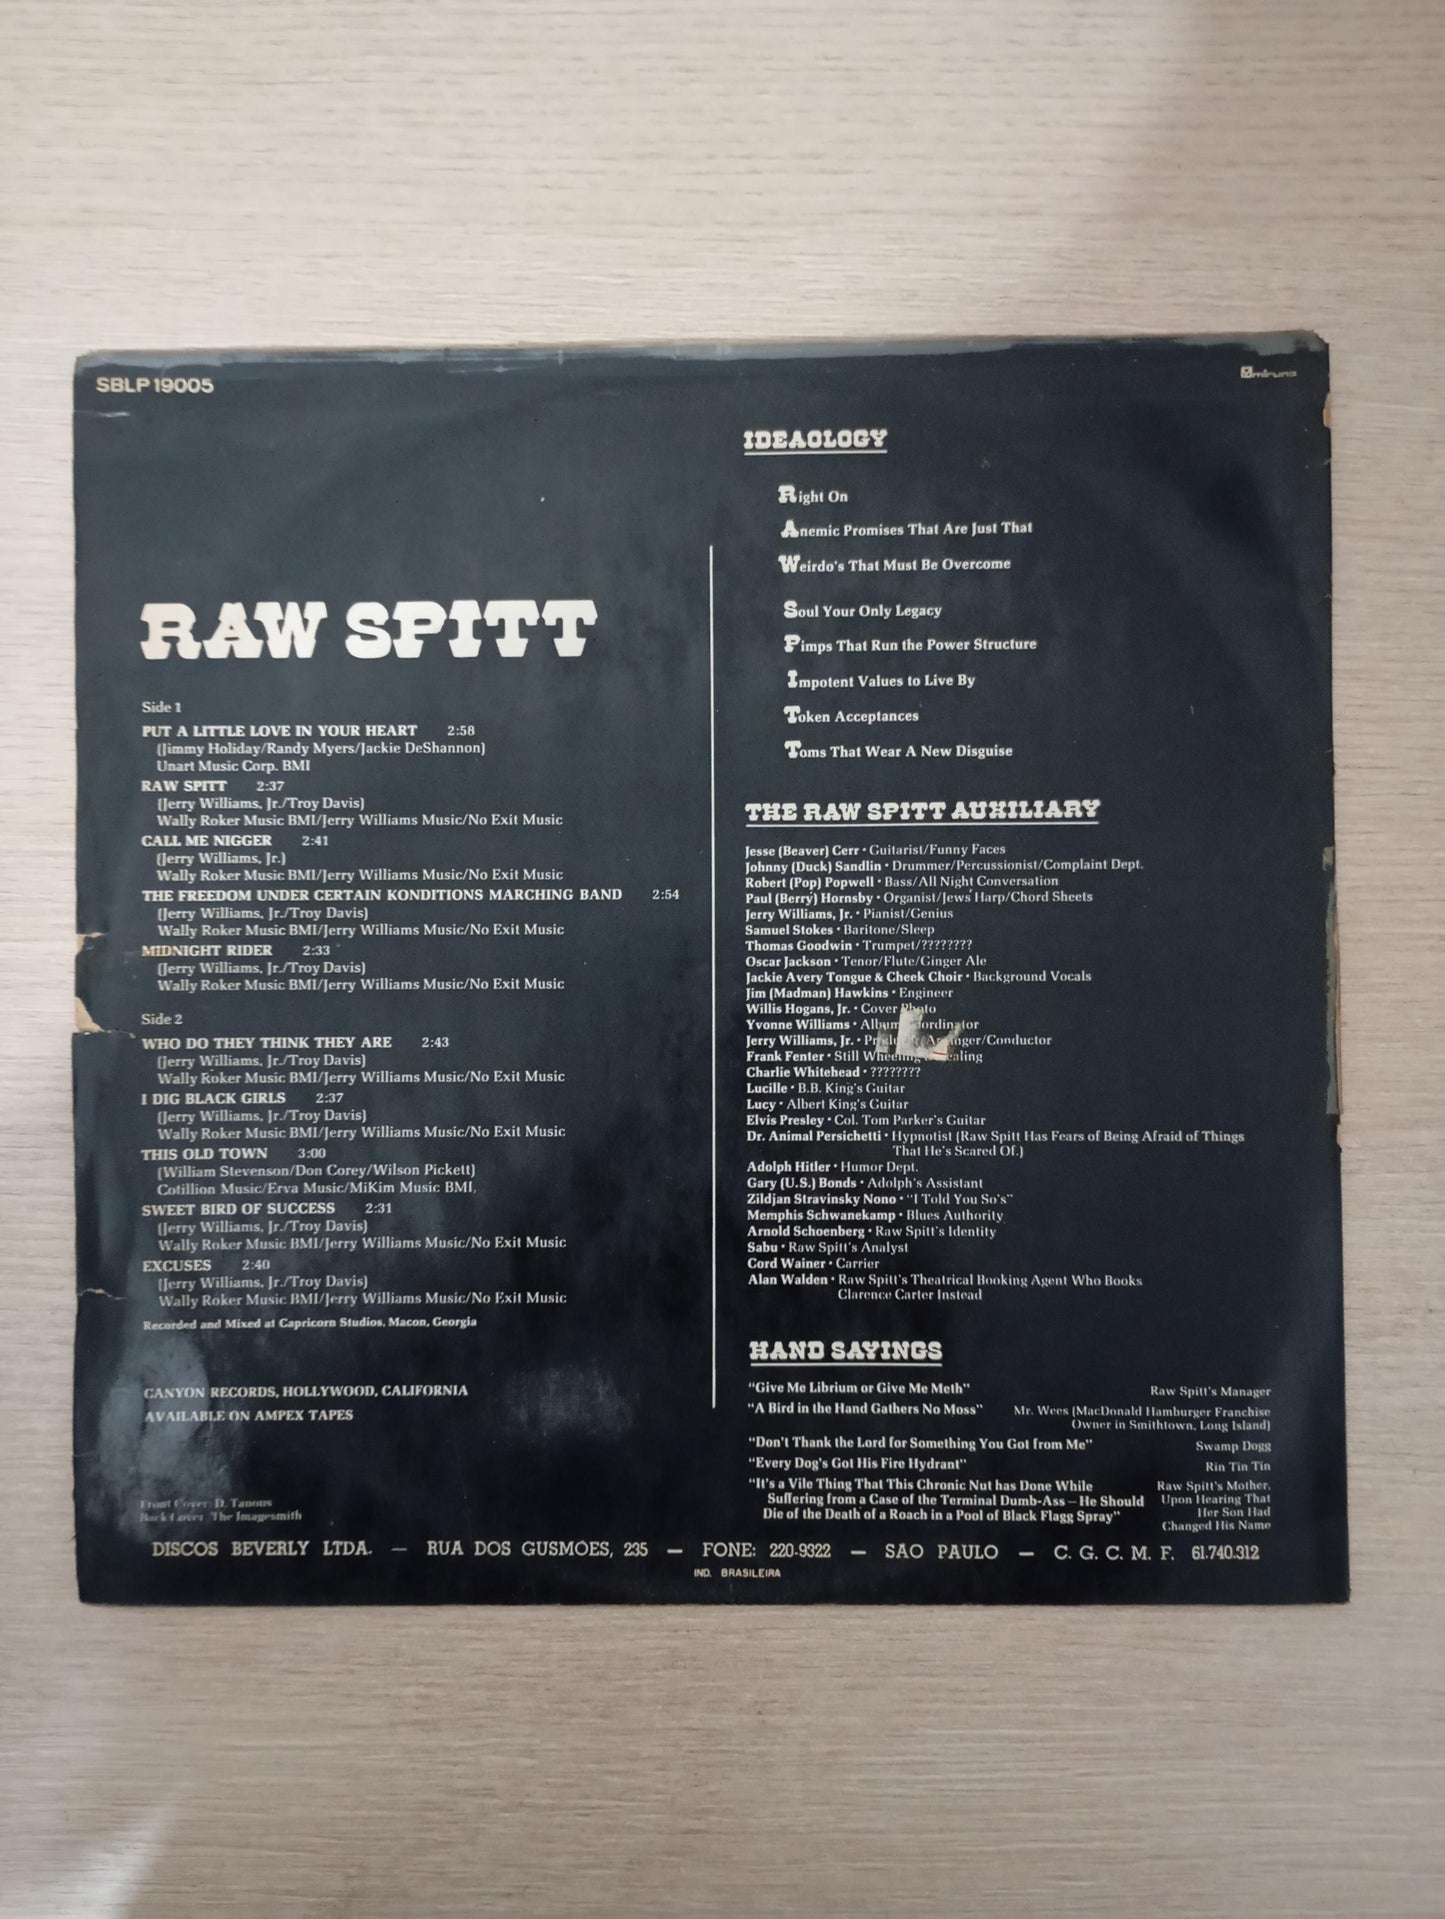 SBLP 19005
miruna
RAW SPITT
Side 1
PUT A LITTLE LOVE IN YOUR HEART 2:58
(Jimmy Holiday/Randy Myers/Jackie DeShannon)
Unart Music Corp. BMI
RAW SPITT 2:37
(Jerry Williams, Jr./Troy Davis)
Wally Roker Music BMI/Jerry Williams Music/No Exit Music
CALL ME NIGGER 2:41
(Jerry Williams, Jr.)
Wally Roker Music BMI/Jerry Williams Music/No Exit Music
THE FREEDOM UNDER CERTAIN KONDITIONS MARCHING BAND 2:54
(Jerry Williams, Jr./Troy Davis)
Wally Roker Music BMI/Jerry Williams Music/No Exit Music
MIDNIGHT RIDER 2:33
(Jerry Williams, Jr./Troy Davis)
Wally Roker Music BMI/Jerry Williams Music/No Exit Music
Side 2
WHO DO THEY THINK THEY ARE 2:43
(Jerry Williams, Jr./Troy Davis)
Wally Roker Music BMI/Jerry Williams Music/No Exit Music
I DIG BLACK GIRLS 2:37
(Jerry Williams, Jr./Troy Davis)
Wally Roker Music BMI/Jerry Williams Music/No Exit Music
THIS OLD TOWN 3:00
(William Stevenson/Don Corey/Wilson Pickett)
Cotillion Music/Erva Music/MiKim Music BMI,
SWEET BIRD OF SUCCESS 2:31
(Jerry Williams, Jr./Troy Davis)
Wally Roker Music BMI/Jerry Williams Music/No Exit Music
EXCUSES 2:40
(Jerry Williams, Jr./Troy Davis)
Wally Roker Music BMI/Jerry Williams Music/No Exit Music
Recorded and Mixed at Capricorn Studios, Macon, Georgia
CANYON RECORDS, HOLLYWOOD, CALIFORNIA
AVAILABLE ON AMPEX TAPES
Front Cover: D. Tanous
Back Cover: The Imagesmith
IDEAOLOGY
Right On
Anemic Promises That Are Just That
Weirdo's That Must Be Overcome
Soul Your Only Legacy
Pimps That Run the Power Structure
Impotent Values to Live By
Token Acceptances
Toms That Wear A New Disguise
THE RAW SPITT AUXILIARY
Jesse (Beaver) Cerr • Guitarist/Funny Faces
Johnny (Duck) Sandlin • Drummer/Percussionist/Complaint Dept.
Robert (Pop) Popwell • Bass/All Night Conversation
Paul (Berry) Hornsby • Organist/Jews Harp/Chord Sheets
Jerry Williams, Jr. • Pianist/Genius
Samuel Stokes • Baritone/Sleep
Thomas Goodwin • Trumpet/????????
Oscar Jackson • Tenor/Flute/Ginger Ale
Jackie Avery Tongue & Cheek Choir • Background Vocals
Jim (Madman) Hawkins • Engineer
Willis Hogans, Jr. • Cover Photo
Yvonne Williams • Album Coordinator
Jerry Williams, Jr. • Producer/Arranger/Conductor
Frank Fenter • Still Wheeling
Charlie Whitehead • ????????
Lucille • B.B. King's Guitar
Lucy • Albert King's Guitar
Elvis Presley • Col. Tom Parker's Guitar
Dr. Animal Persichetti • Hypnotist (Raw Spitt Has Fears of Being Afraid of Things
That He's Scared Of.)
Adolph Hitler • Humor Dept.
Gary (U.S.) Bonds • Adolph's Assistant
Zildjan Stravinsky Nono • "I Told You So's"
Memphis Schwanekamp • Blues Authority
Arnold Schoenberg • Raw Spitt's Identity
Sabu • Raw Spitt's Analyst
Cord Wainer • Carrier
Alan Walden • Raw Spitt's Theatrical Booking Agent Who Books
Clarence Carter Instead
HAND SAYINGS
"Give Me Librium or Give Me Meth" Raw Spitt's Manager
"A Bird in the Hand Gathers No Moss" Mr. Wees (MacDonald Hamburger Franchise
Owner in Smithtown, Long Island)
"Don't Thank the Lord for Something You Got from Me" Swamp Dogg
"Every Dog's Got His Fire Hydrant" Rin Tin Tin
"It's a Vile Thing That This Chronic Nut has Done While Raw Spitt's Mother,
Suffering from a Case of the Terminal Dumb-Ass — He Should Upon Hearing That
Die of the Death of a Roach in a Pool of Black Flagg Spray" Her Son Had
Changed His Name
DISCOS BEVERLY LTDA. — RUA DOS GUSMOES, 235 — FONE: 220-9322 — SAO PAULO — C. G. C. M. F. 61.740.312
IND. BRASILEIRA